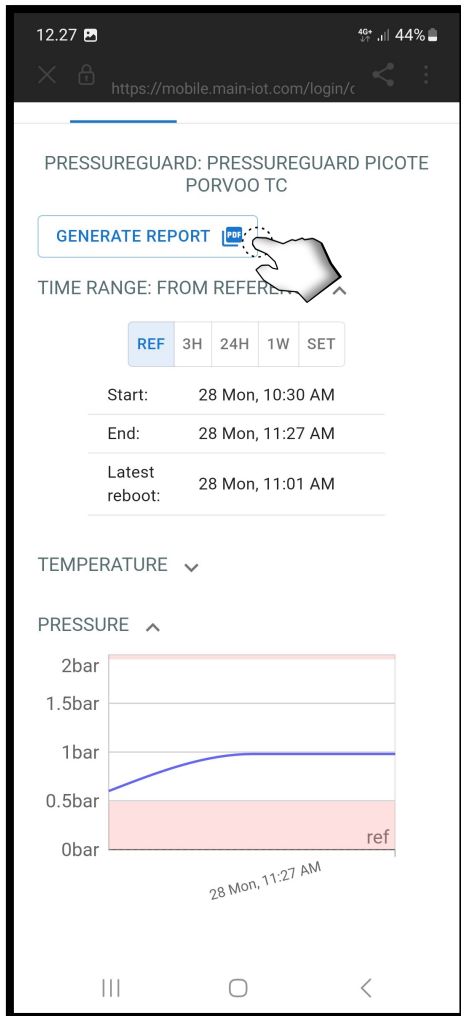 12.27 4G+ 44%
https://mobile.main-iot.com/login/c
PRESSUREGUARD: PRESSUREGUARD PICOTE
PORVOO TC
GENERATE REPORT PDF
TIME RANGE: FROM
REF 3H 24H 1W SET
Start: 28 Mon, 10:30 AM
End: 28 Mon, 11:27 AM
Latest
reboot: 28 Mon, 11:01 AM
TEMPERATURE
PRESSURE
2bar
1.5bar
1bar
0.5bar
ref
0bar
28 Mon, 11:27 AM